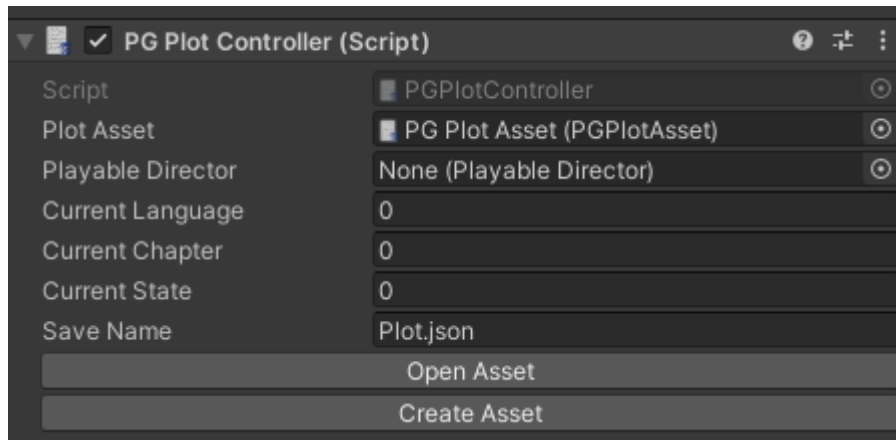 PG Plot Controller (Script)
Script PGPlotController
Plot Asset PG Plot Asset (PGPlotAsset)
Playable Director None (Playable Director)
Current Language 0
Current Chapter 0
Current State 0
Save Name Plot.json
Open Asset
Create Asset